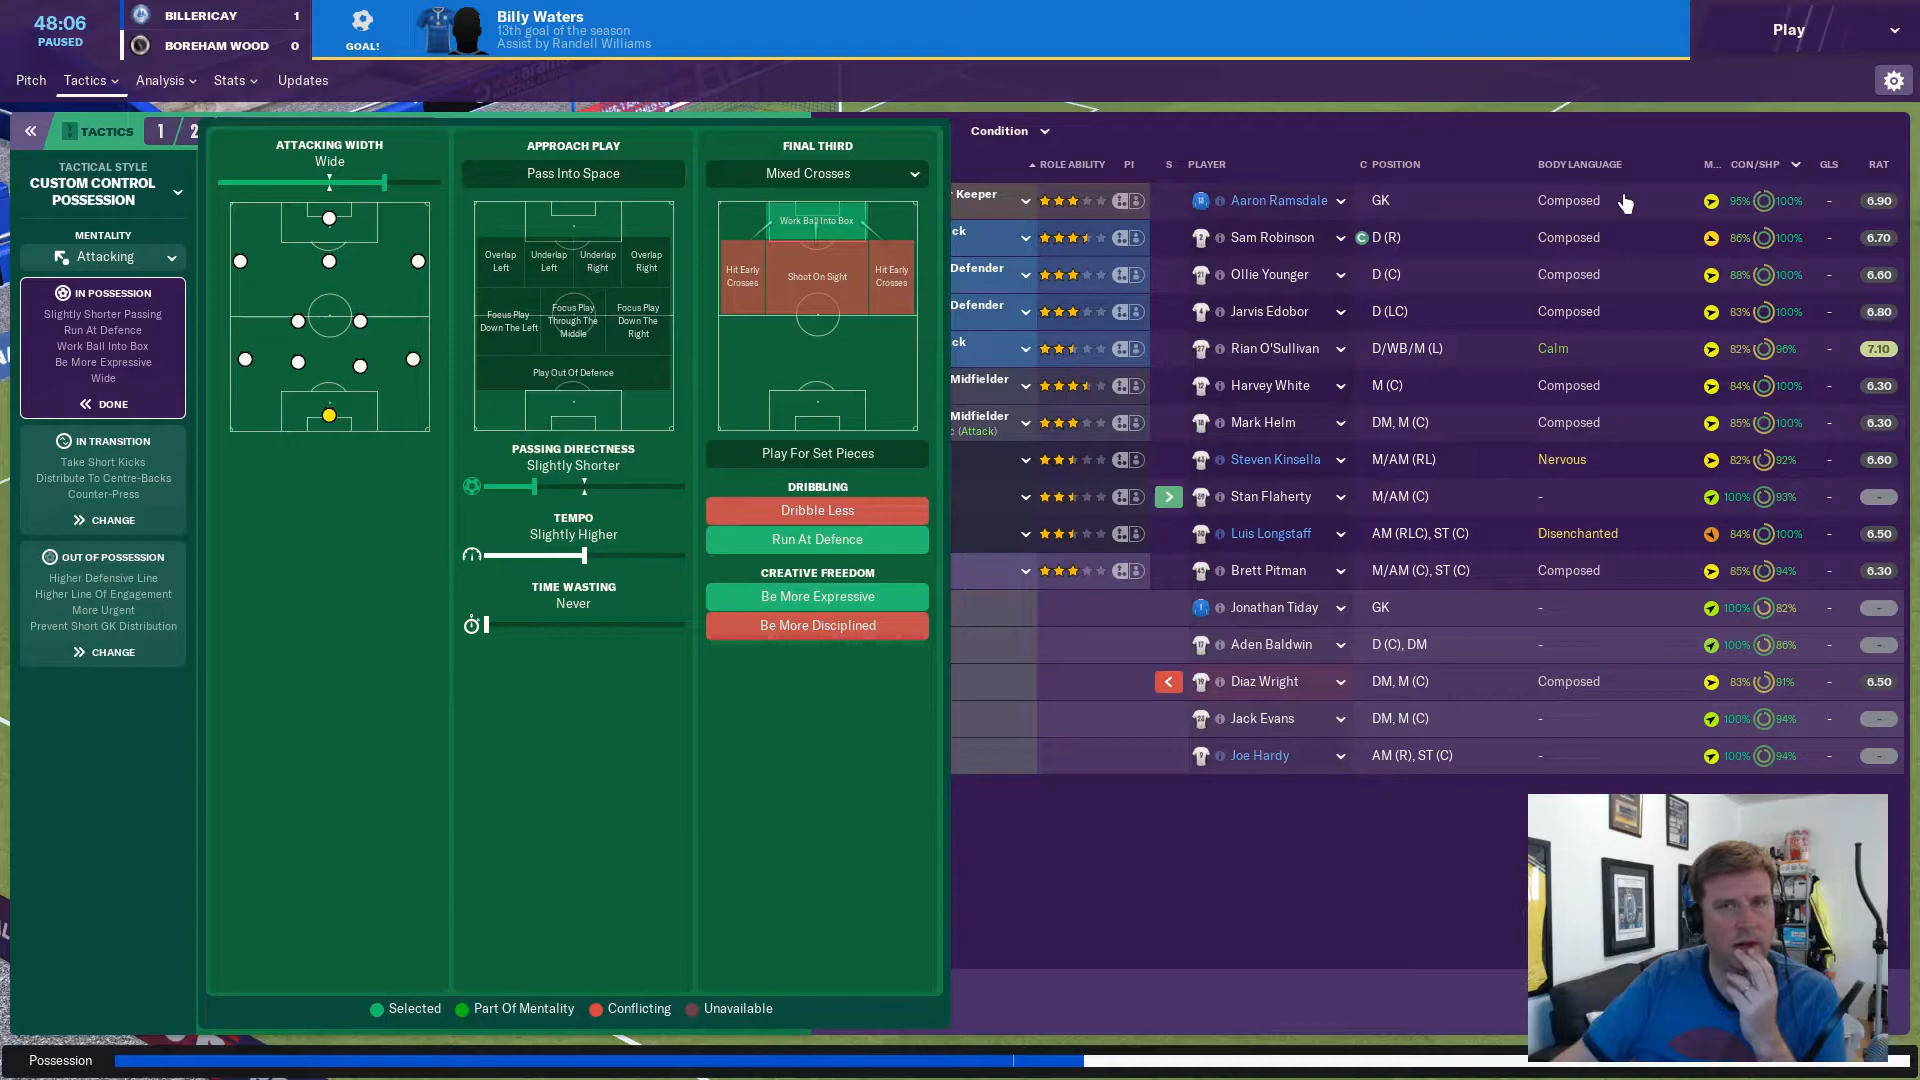 48:06
PAUSED
BILLERICAY 1
BOREHAM WOOD 0
GOAL!
Billy Waters
13th goal of the season
Assist by Randell Williams
Play
Pitch Tactics Analysis Stats Updates
TACTICS 1 2
TACTICAL STYLE
CUSTOM CONTROL
POSSESSION
MENTALITY
Attacking
IN POSSESSION
Slightly Shorter Passing
Run At Defence
Work Ball Into Box
Be More Expressive
Wide
DONE
IN TRANSITION
Take Short Kicks
Distribute To Centre-Backs
Counter-Press
CHANGE
OUT OF POSSESSION
Higher Defensive Line
Higher Line Of Engagement
More Urgent
Prevent Short GK Distribution
CHANGE
ATTACKING WIDTH
Wide
APPROACH PLAY
Pass Into Space
Overlap Left
Underlap Left
Underlap Right
Overlap Right
Focus Play Down The Left
Focus Play Through The Middle
Focus Play Down The Right
Play Out Of Defence
PASSING DIRECTNESS
Slightly Shorter
TEMPO
Slightly Higher
TIME WASTING
Never
FINAL THIRD
Mixed Crosses
Work Ball Into Box
Hit Early Crosses
Shoot On Sight
Hit Early Crosses
Play For Set Pieces
DRIBBLING
Dribble Less
Run At Defence
CREATIVE FREEDOM
Be More Expressive
Be More Disciplined
Selected Part Of Mentality Conflicting Unavailable
Condition
ROLE ABILITY PI S PLAYER C POSITION BODY LANGUAGE M... CON/SHP GLS RAT
Keeper Aaron Ramsdale GK Composed 95% 100% - 6.90
ck Sam Robinson C D (R) Composed 86% 100% - 6.70
Defender Ollie Younger D (C) Composed 88% 100% - 6.60
Defender Jarvis Edobor D (LC) Composed 83% 100% - 6.80
ck Rian O'Sullivan D/WB/M (L) Calm 82% 96% - 7.10
Midfielder Harvey White M (C) Composed 84% 100% - 6.30
Midfielder
c (Attack) Mark Helm DM, M (C) Composed 85% 100% - 6.30
Steven Kinsella M/AM (RL) Nervous 82% 92% - 6.60
Stan Flaherty M/AM (C) - 100% 93% - -
Luis Longstaff AM (RLC), ST (C) Disenchanted 84% 100% - 6.50
Brett Pitman M/AM (C), ST (C) Composed 85% 94% - 6.30
Jonathan Tiday GK - 100% 82% - -
Aden Baldwin D (C), DM - 100% 86% - -
Diaz Wright DM, M (C) Composed 83% 91% - 6.50
Jack Evans DM, M (C) - 100% 94% - -
Joe Hardy AM (R), ST (C) - 100% 94% - -
Possession